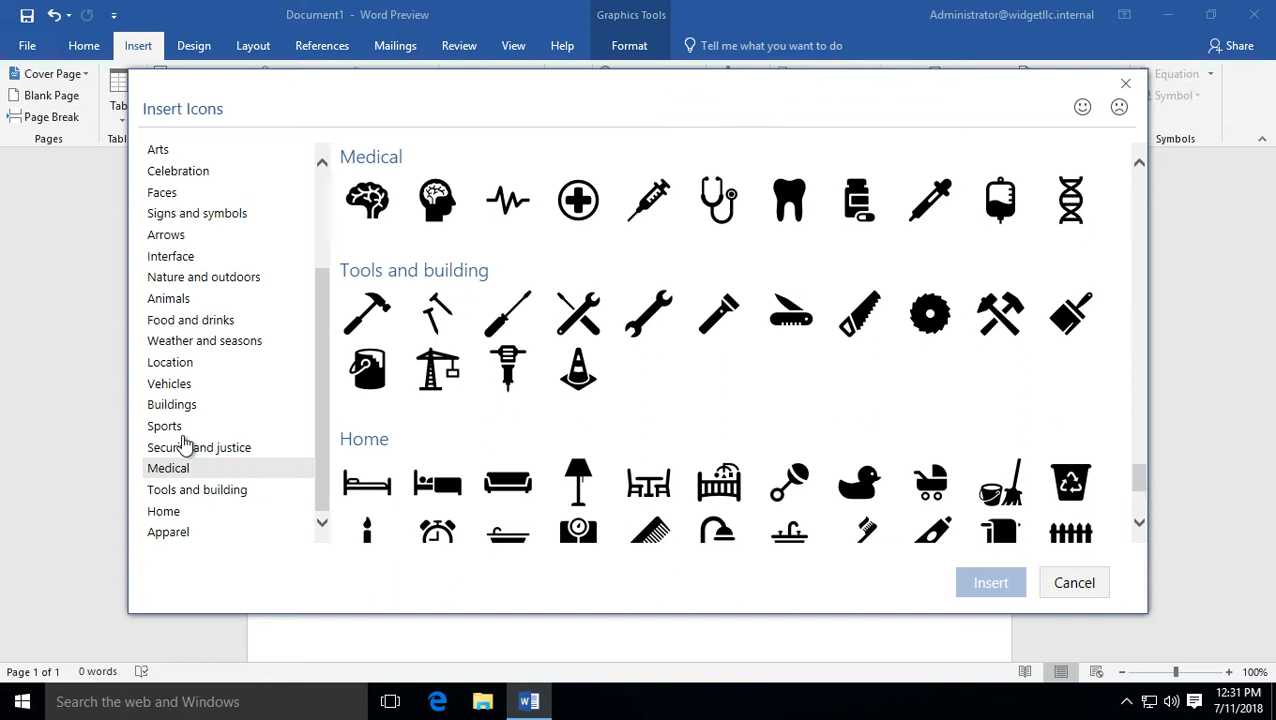 Document1 - Word Preview
Graphics Tools
Administrator@widgetllc.internal
File
Home
Insert
Design
Layout
References
Mailings
Review
View
Help
Format
Tell me what you want to do
Share
Cover Page
Blank Page
Page Break
Pages
Equation
Symbol
Symbols
Insert Icons
Arts
Celebration
Faces
Signs and symbols
Arrows
Interface
Nature and outdoors
Animals
Food and drinks
Weather and seasons
Location
Vehicles
Buildings
Sports
and justice
Medical
Tools and building
Home
Apparel
Medical
Tools and building
Home
Insert
Cancel
Page 1 of 1
0 words
100%
Search the web and Windows
12:31 PM
7/11/2018